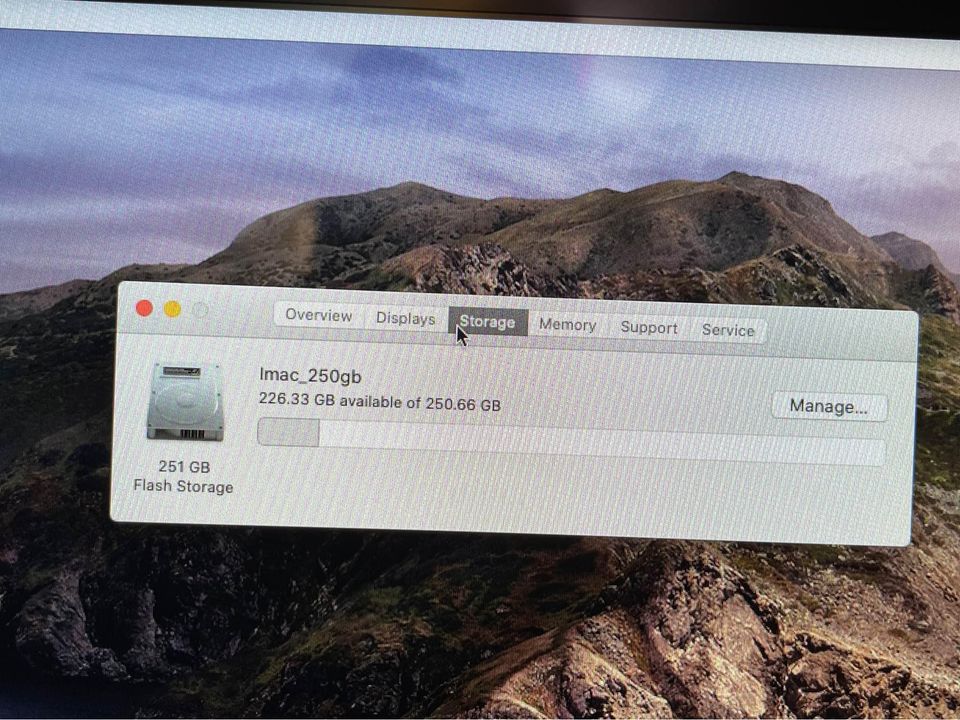 Overview Displays Storage Memory Support Service
Imac_250gb
226.33 GB available of 250.66 GB
Manage...
251 GB
Flash Storage